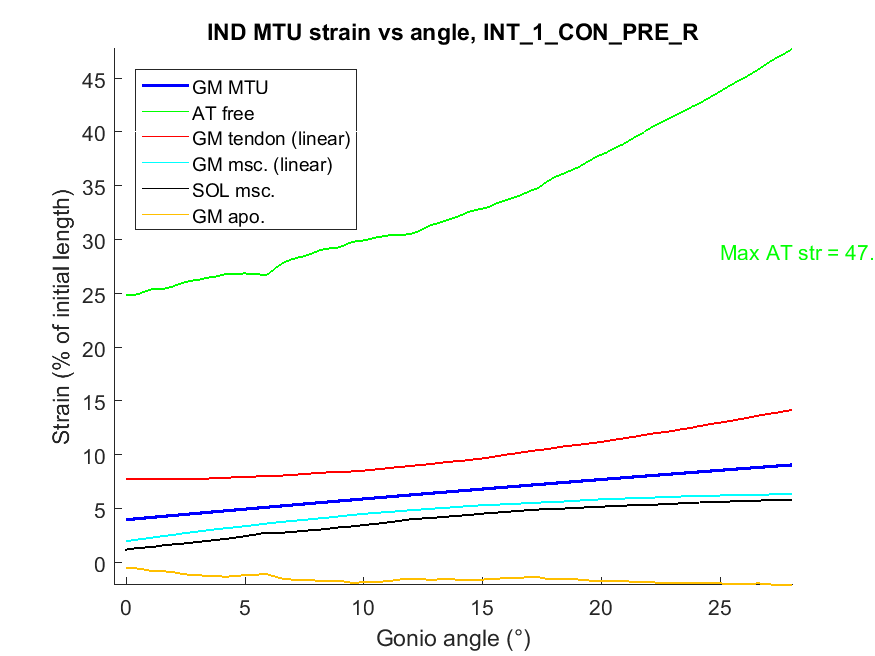 IND MTU strain vs angle, INT_1_CON_PRE_R
GM MTU
AT free
GM tendon (linear)
GM msc. (linear)
SOL msc.
GM apo.
Max AT str = 47.
Strain (% of initial length)
45
40
35
30
25
20
15
10
5
0
0 5 10 15 20 25
Gonio angle (°)